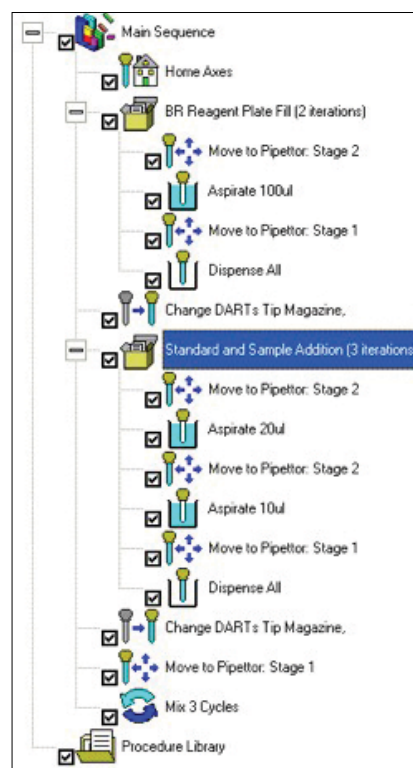 Main Sequence
Home Axes
BR Reagent Plate Fill (2 iterations)
Move to Pipettor: Stage 2
Aspirate 100ul
Move to Pipettor: Stage 1
Dispense All
Change DARTs Tip Magazine,
Standard and Sample Addition (3 iterations
Move to Pipettor: Stage 2
Aspirate 20ul
Move to Pipettor: Stage 2
Aspirate 10ul
Move to Pipettor: Stage 1
Dispense All
Change DARTs Tip Magazine,
Move to Pipettor: Stage 1
Mix 3 Cycles
Procedure Library